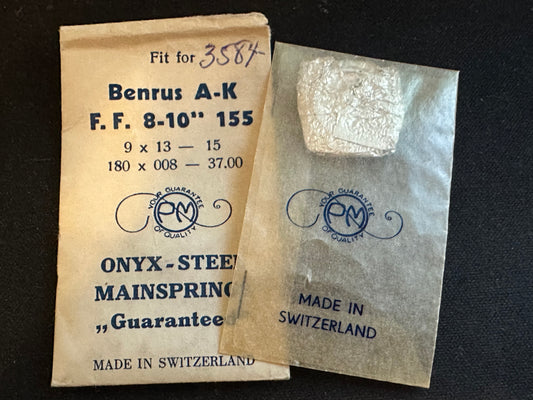 Fit for 3584
Benrus A-K
F. F. 8-10" 155
9 x 13 — 15
180 x 008 — 37.00
YOUR GUARANTEE
PM
OF QUALITY
ONYX-STEE
MAINSPRING
„Guarantee
MADE IN SWITZERLAND
YOUR GUARANTEE
PM
OF QUALITY
MADE IN
SWITZERLAND